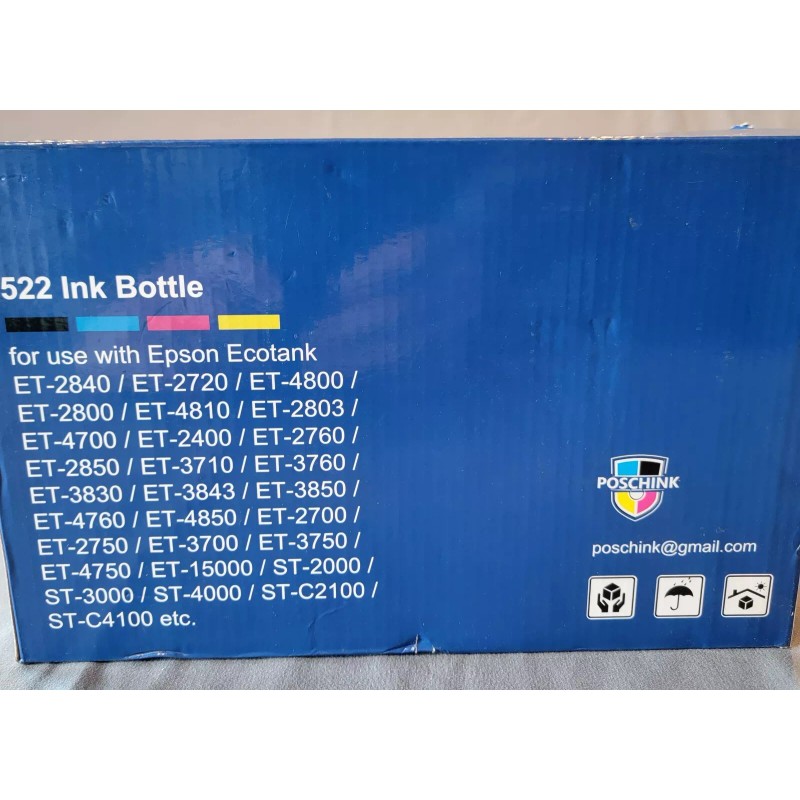 522 Ink Bottle
for use with Epson Ecotank
ET-2840 / ET-2720 / ET-4800 /
ET-2800 / ET-4810 / ET-2803 /
ET-4700 / ET-2400 / ET-2760 /
ET-2850 / ET-3710 / ET-3760 /
ET-3830 / ET-3843 / ET-3850 /
ET-4760 / ET-4850 / ET-2700 /
ET-2750 / ET-3700 / ET-3750 /
ET-4750 / ET-15000 / ST-2000 /
ST-3000 / ST-4000 / ST-C2100 /
ST-C4100 etc.
POSCHINK
poschink@gmail.com